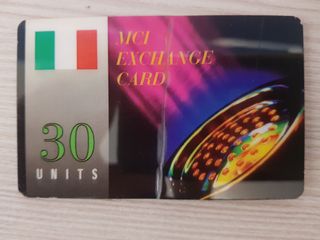 MCI
EXCHANGE
CARD
30
UNITS